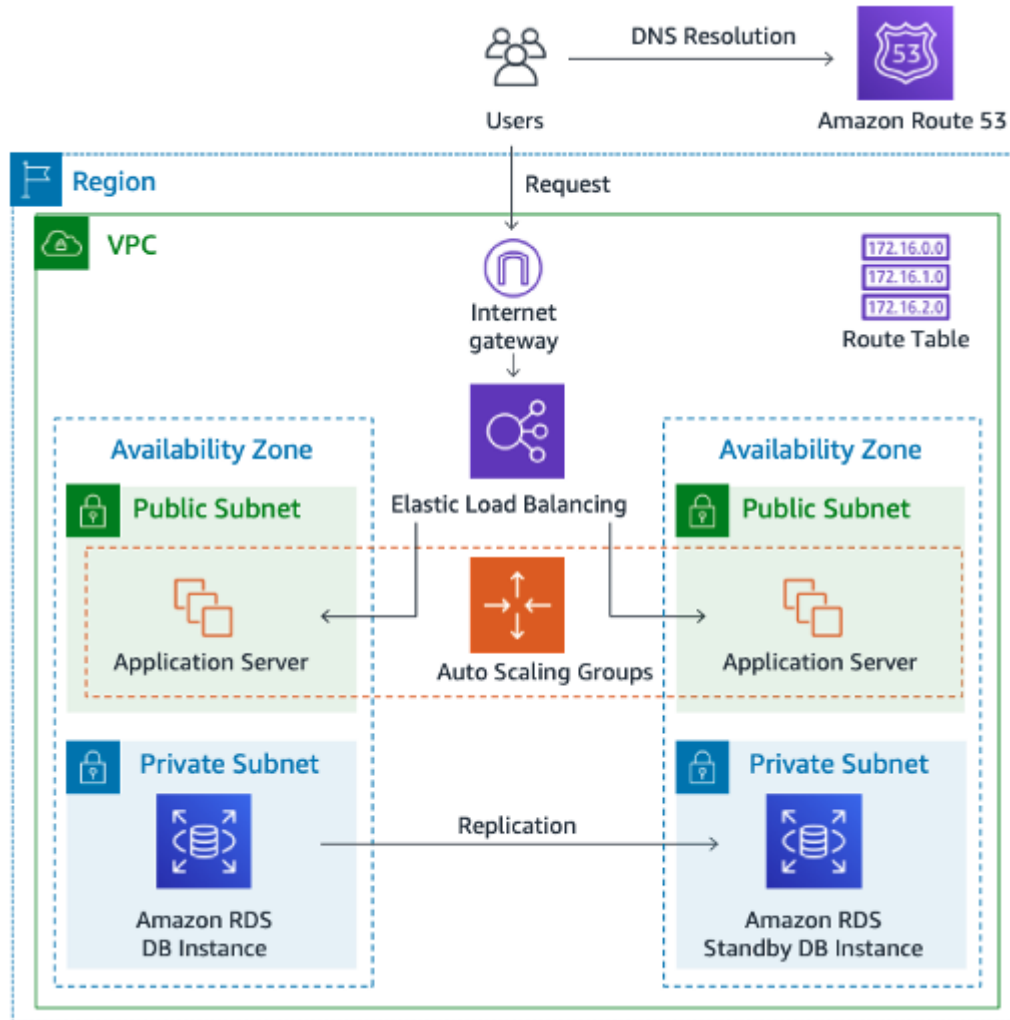 DNS Resolution
53
Users
Amazon Route 53
Region
Request
VPC
172.16.0.0
172.16.1.0
172.16.2.0
Route Table
Internet
gateway
Availability Zone
Availability Zone
Public Subnet
Elastic Load Balancing
Public Subnet
Application Server
Auto Scaling Groups
Application Server
Private Subnet
Private Subnet
Replication
Amazon RDS
DB Instance
Amazon RDS
Standby DB Instance